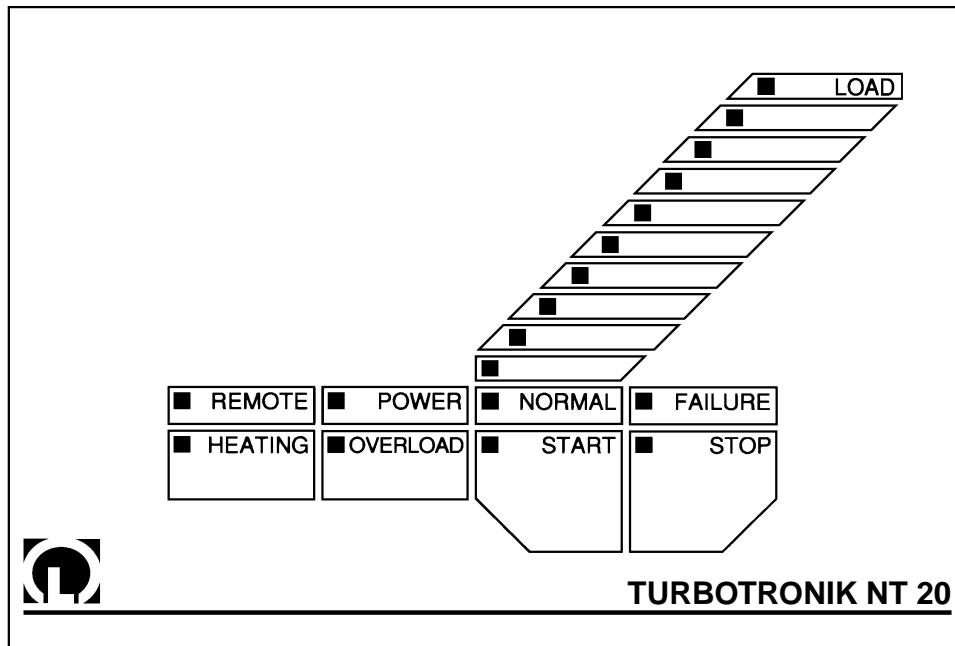 LOAD
REMOTE POWER NORMAL FAILURE
HEATING OVERLOAD START STOP
TURBOTRONIK NT 20